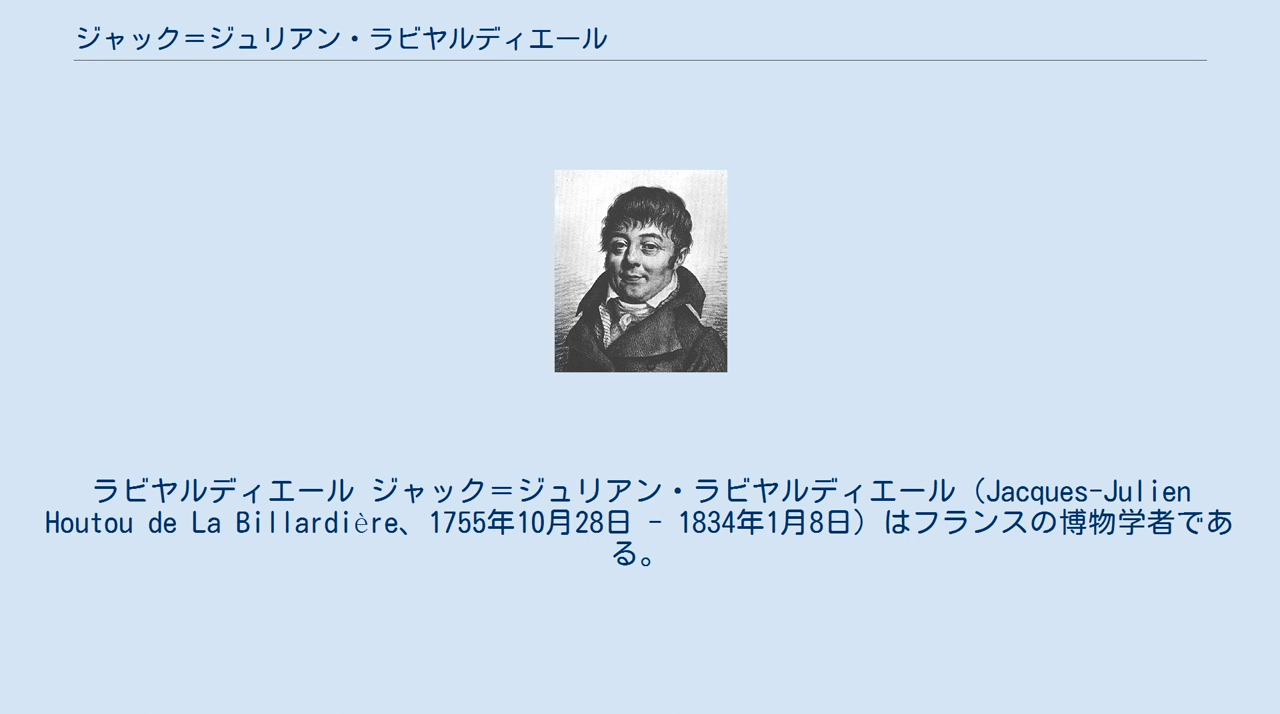 ジャック＝ジュリアン・ラビヤルディエール
ラビヤルディエール ジャック＝ジュリアン・ラビヤルディエール（Jacques-Julien
Houtou de La Billardière、1755年10月28日 - 1834年1月8日）はフランスの博物学者であ
る。